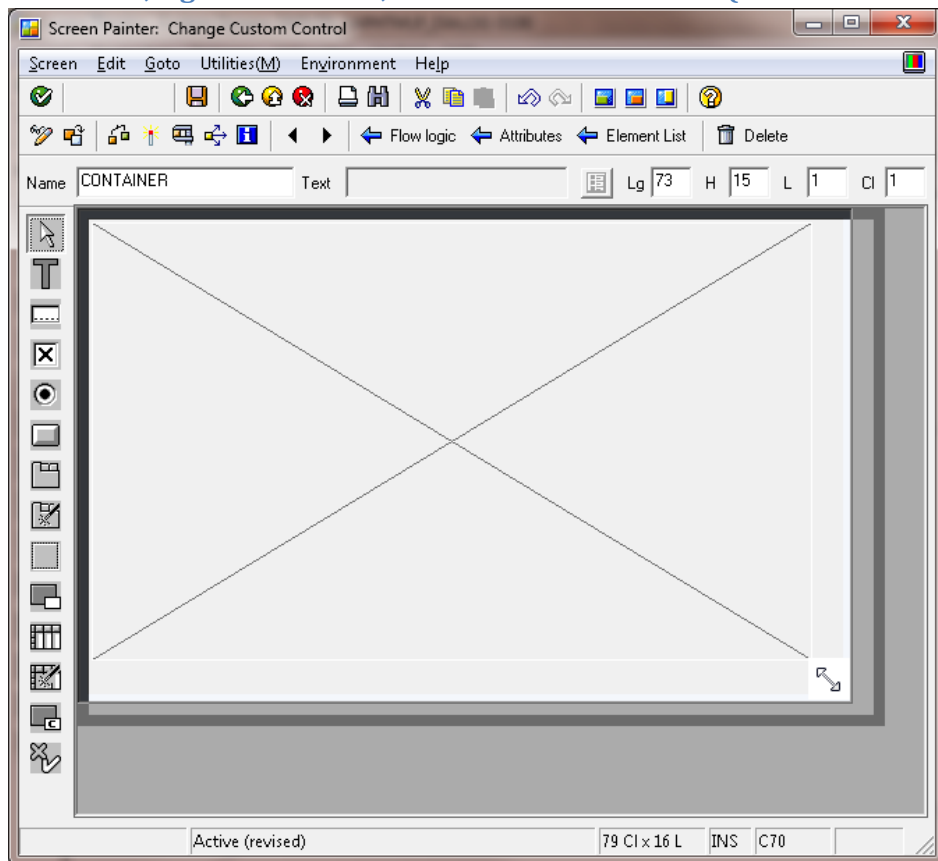 Screen Painter: Change Custom Control
Screen Edit Goto Utilities(M) Environment Help
Flow logic Attributes Element List Delete
Name CONTAINER Text Lg 73 H 15 L 1 Cl 1
Active (revised) 79 Cl x 16 L INS C70